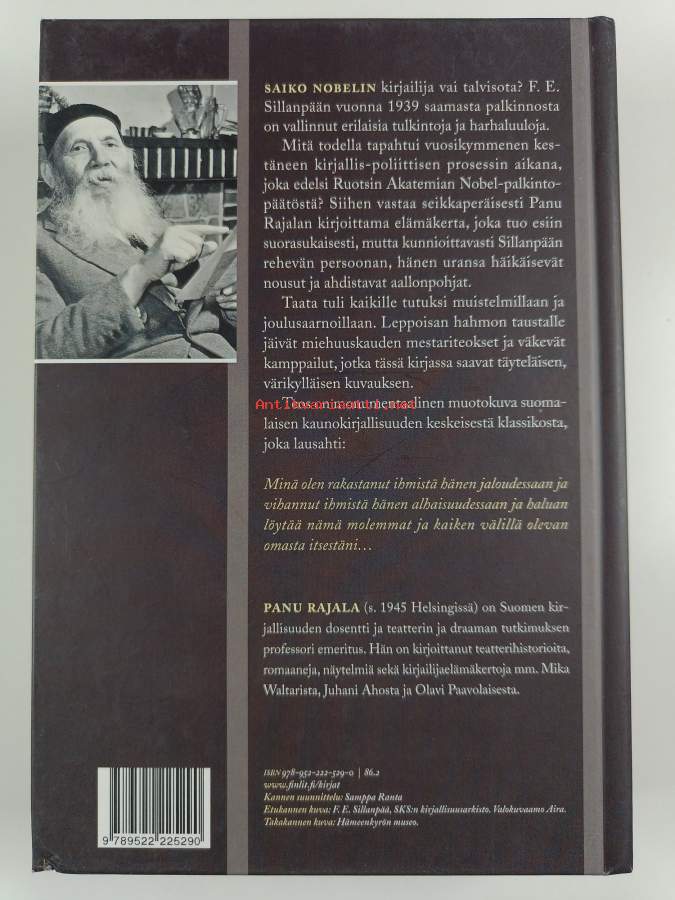 SAIKO NOBELIN kirjailija vai talvisota? F. E.
Sillanpään vuonna 1939 saamasta palkinnosta
on vallinnut erilaisia tulkintoja ja harhaluuloja.
Mitä todella tapahtui vuosikymmenen kes-
täneen kirjallis-poliittisen prosessin aikana,
joka edelsi Ruotsin Akatemian Nobel-palkinto-
päätöstä? Siihen vastaa seikkaperäisesti Panu
Rajalan kirjoittama elämäkerta, joka tuo esiin
suorasukaisesti, mutta kunnioittavasti Sillanpään
rehevän persoonan, hänen uransa häikäisevät
nousut ja ahdistavat aallonpohjat.
Taata tuli kaikille tutuksi muistelmillaan ja
joulusaarnoillaan. Leppoisan hahmon taustalle
jäivät miehuuskauden mestariteokset ja väkevät
kamppailut, jotka tässä kirjassa saavat täyteläisen,
värikylläisen kuvauksen.
Teos on monumentaalinen muotokuva suoma-
laisen kaunokirjallisuuden keskeisestä klassikosta,
joka lausahti:
Antikvariaatti.net
Minä olen rakastanut ihmistä hänen jaloudessaan ja
vihannut ihmistä hänen alhaisuudessaan ja haluan
löytää nämä molemmat ja kaiken välillä olevan
omasta itsestäni...
PANU RAJALA (s. 1945 Helsingissä) on Suomen kir-
jallisuuden dosentti ja teatterin ja draaman tutkimuksen
professori emeritus. Hän on kirjoittanut teatterihistorioita,
romaaneja, näytelmiä sekä kirjailijaelämäkertoja mm. Mika
Waltarista, Juhani Ahosta ja Olavi Paavolaisesta.
ISBN 978-952-222-529-0 | 86.2
www.finlit.fi/kirjat
Kannen suunnittelu: Samppa Ranta
Etukannen kuva: F. E. Sillanpää, SKS:n kirjallisuusarkisto. Valokuvaamo Aira.
Takakannen kuva: Hämeenkyrön museo.
9 789522 225290